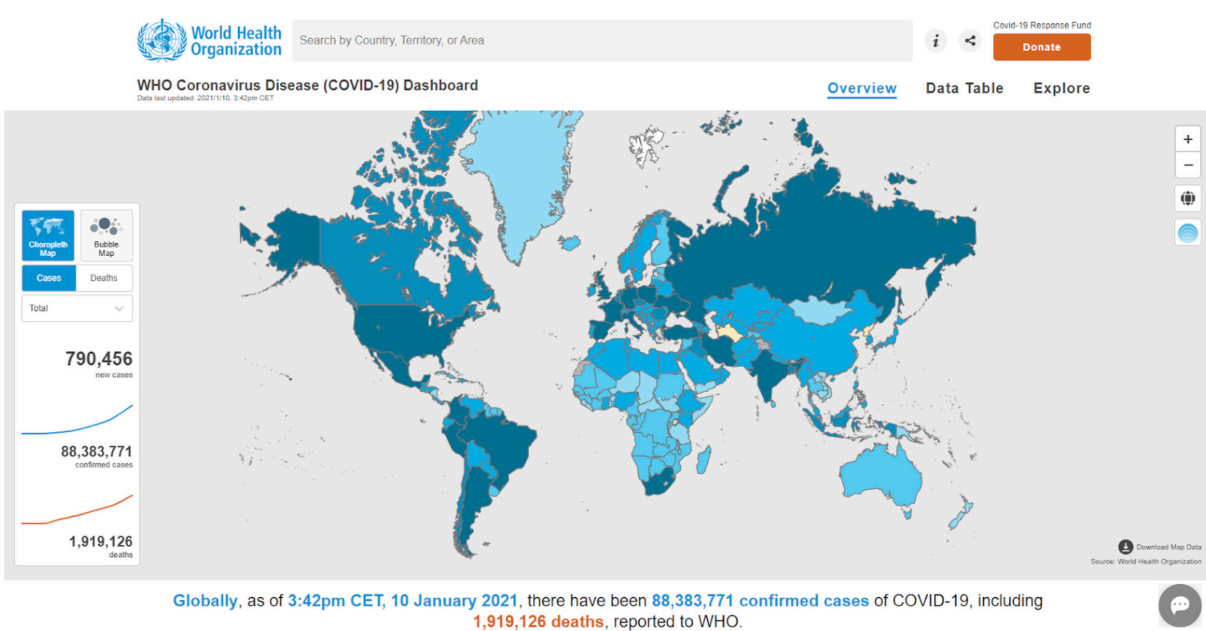 World Health
Organization
Search by Country, Territory, or Area
i
Covid-19 Response Fund
Donate
WHO Coronavirus Disease (COVID-19) Dashboard
Data last updated: 2021/1/10, 3:42pm CET
Overview
Data Table
Explore
+
−
Choropleth
Map
Bubble
Map
Cases
Deaths
Total
790,456
new cases
88,383,771
confirmed cases
1,919,126
deaths
Download Map Data
Source: World Health Organization
Globally, as of 3:42pm CET, 10 January 2021, there have been 88,383,771 confirmed cases of COVID-19, including
1,919,126 deaths, reported to WHO.